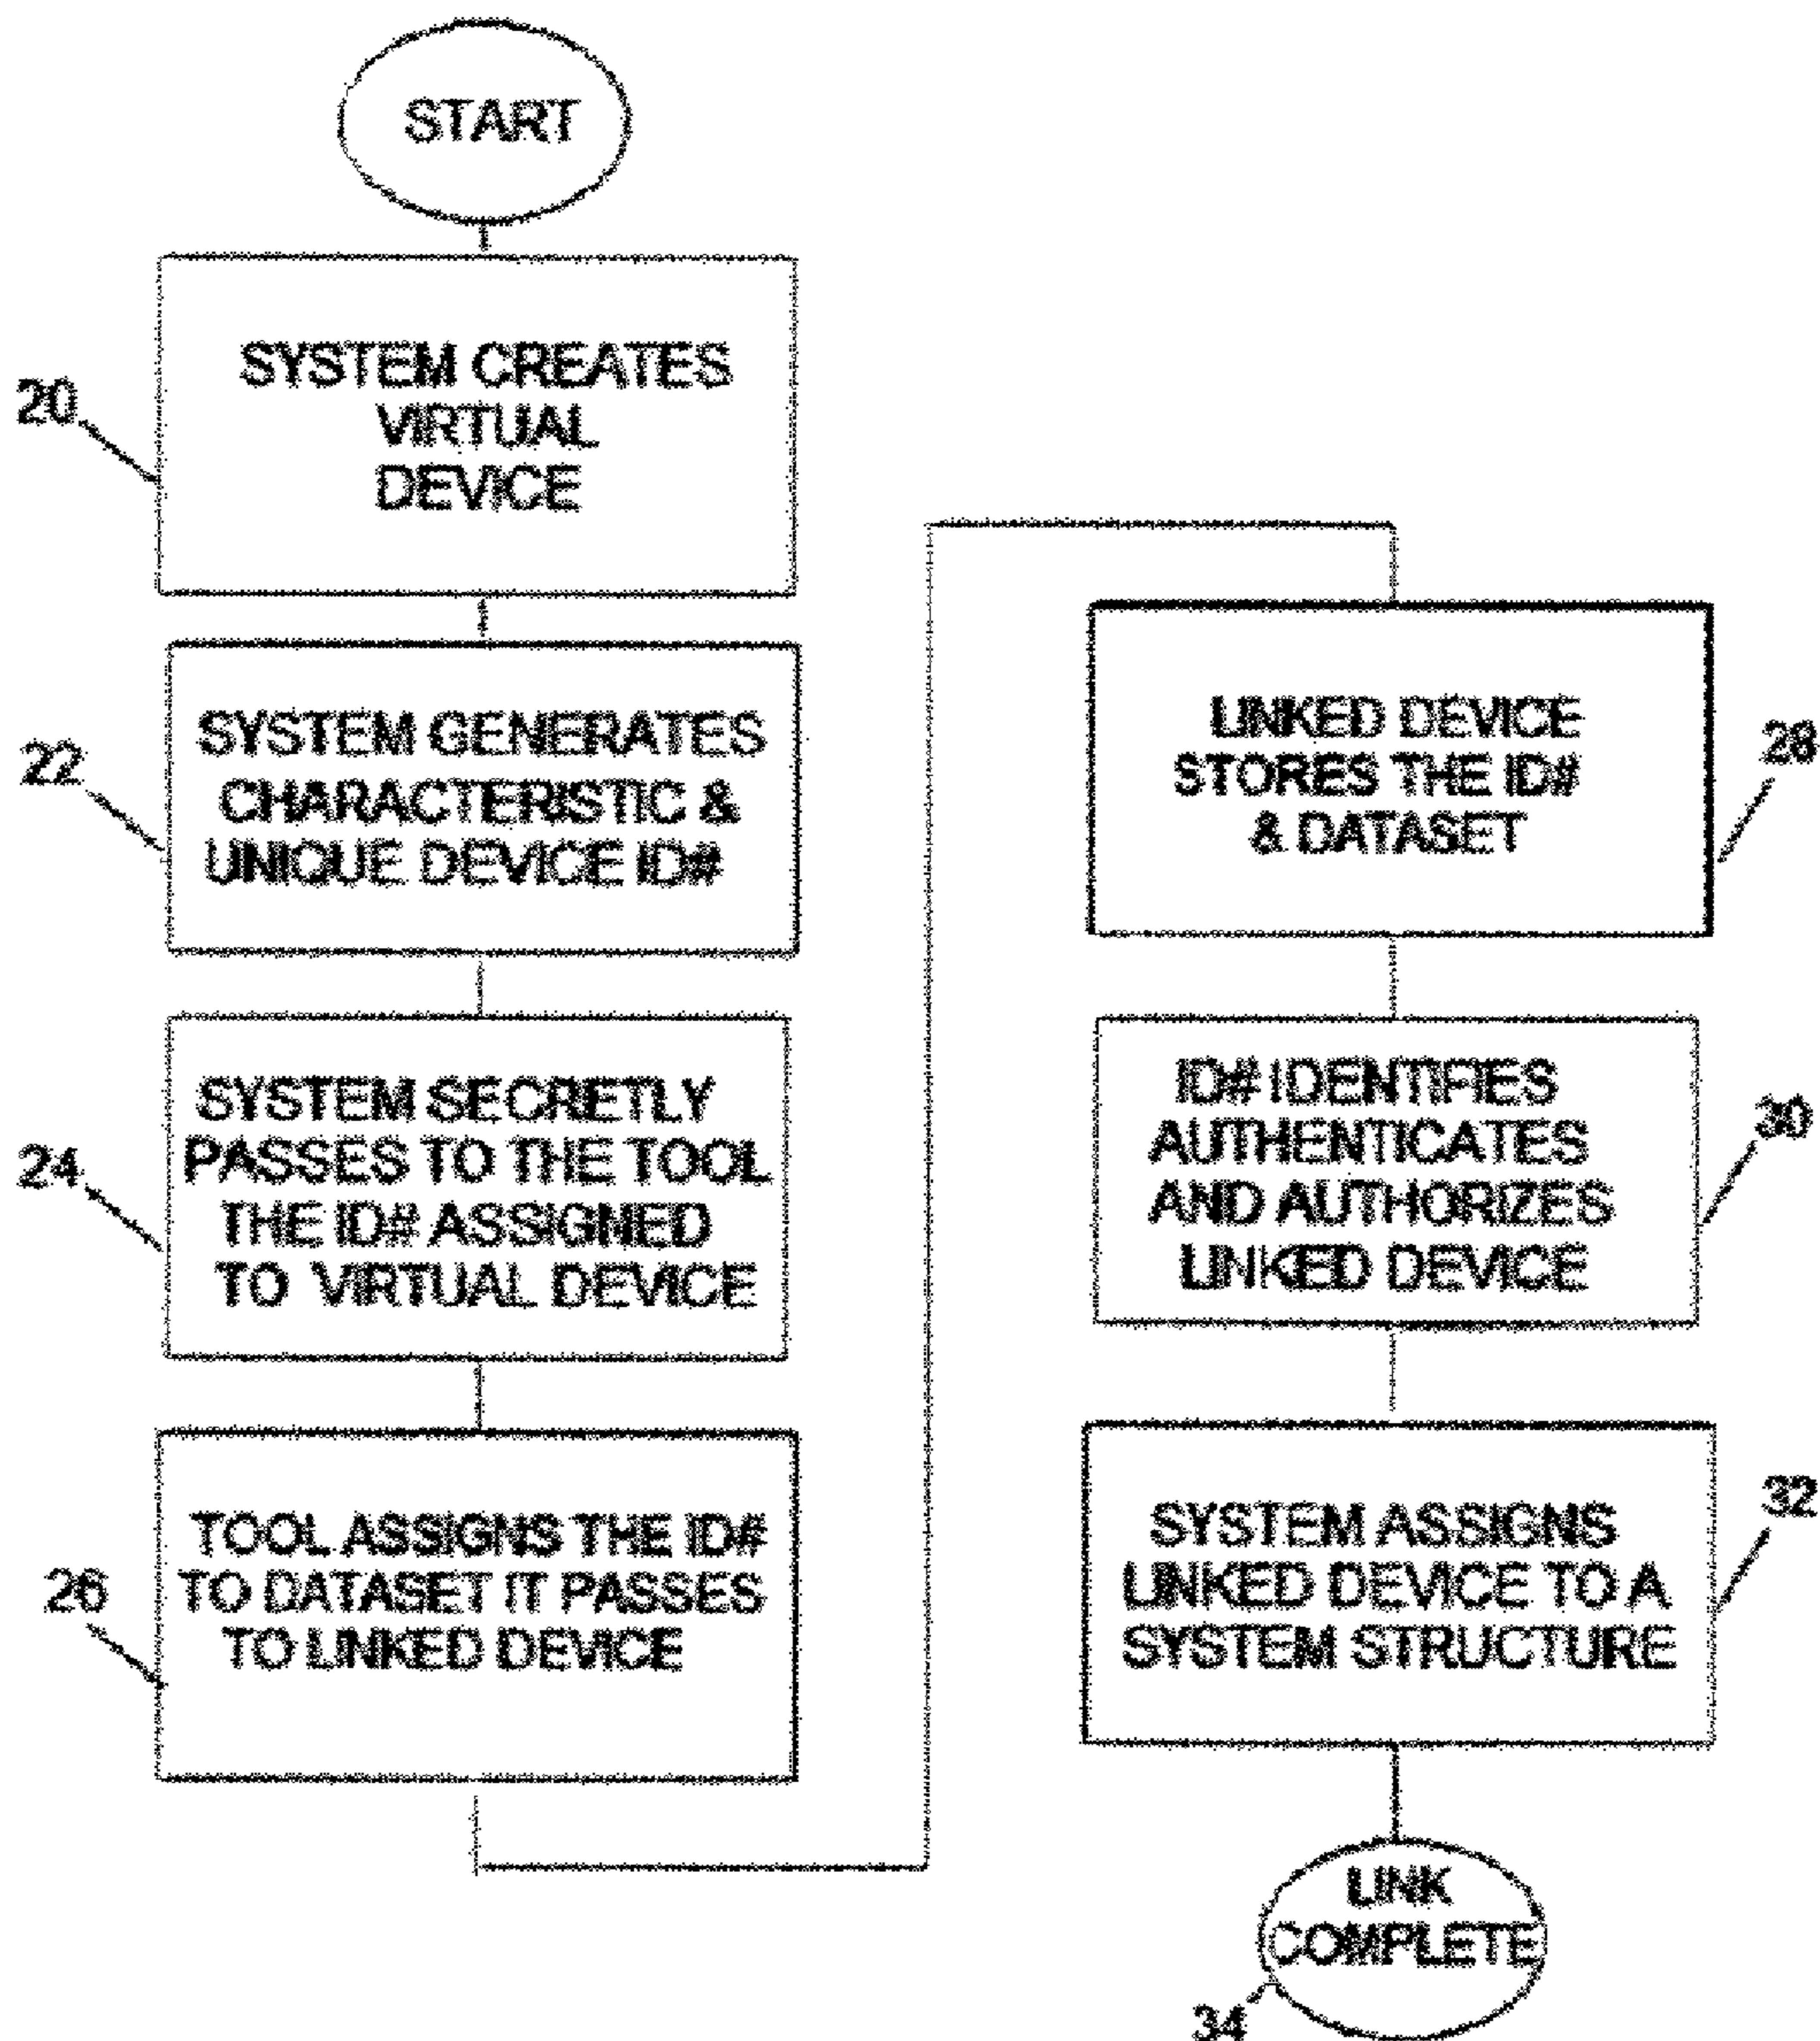 START
20
SYSTEM CREATES
VIRTUAL
DEVICE
22
SYSTEM GENERATES
CHARACTERISTIC &
UNIQUE DEVICE ID#
24
SYSTEM SECRETLY
PASSES TO THE TOOL
THE ID# ASSIGNED
TO VIRTUAL DEVICE
26
TOOL ASSIGNS THE ID#
TO DATASET IT PASSES
TO LINKED DEVICE
LINKED DEVICE
STORES THE ID#
& DATASET
28
ID# IDENTIFIES
AUTHENTICATES
AND AUTHORIZES
LINKED DEVICE
30
SYSTEM ASSIGNS
LINKED DEVICE TO A
SYSTEM STRUCTURE
32
LINK
COMPLETE
34